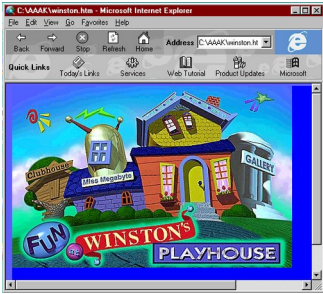 C:\AAAK\winston.htm - Microsoft Internet Explorer
File Edit View Go Favorites Help
Back Forward Stop Refresh Home Address C:\AAAK\winston.ht
Quick Links Today's Links Services Web Tutorial Product Updates Microsoft
Clubhouse
Miss Megabyte
GALLERY
FUN at WINSTON'S
PLAYHOUSE